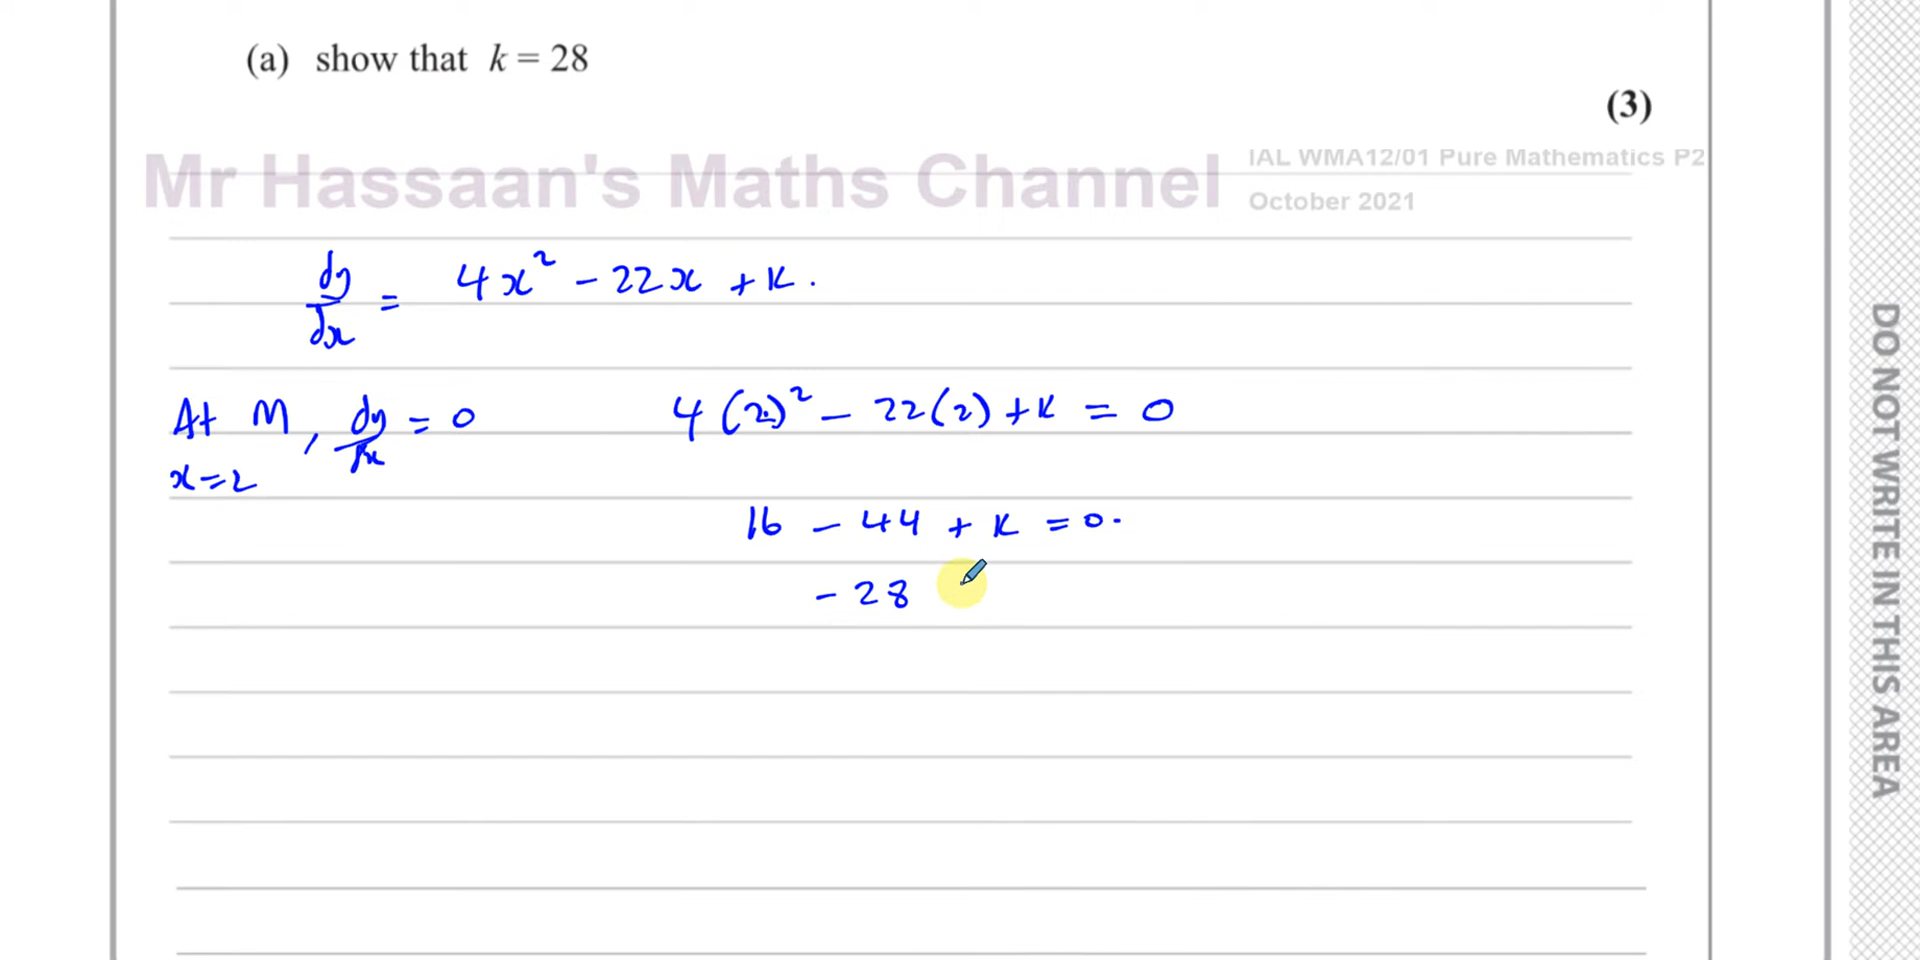 (a) show that k = 28
(3)
Mr Hassaan's Maths Channel
IAL WMA12/01 Pure Mathematics P2
October 2021
dy/dx = 4x² - 22x + k.
At M, dy/dx = 0    4(2)² - 22(2) + k = 0
x = 2
16 - 44 + k = 0.
- 28
DO NOT WRITE IN THIS AREA